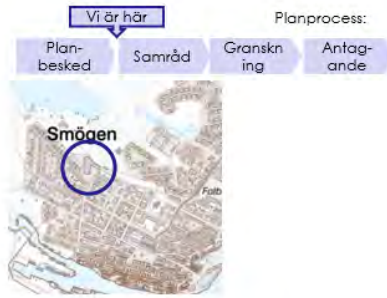 Vi är här
Planprocess:
Plan-
besked
Samråd
Granskn
ing
Antag-
ande
Smögen